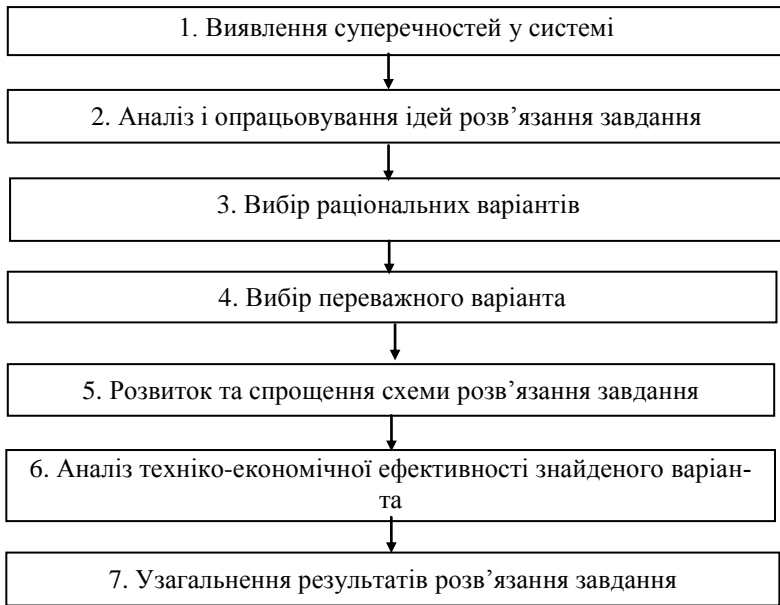 1. Виявлення суперечностей у системі
2. Аналіз і опрацьовування ідей розв’язання завдання
3. Вибір раціональних варіантів
4. Вибір переважного варіанта
5. Розвиток та спрощення схеми розв’язання завдання
6. Аналіз техніко-економічної ефективності знайденого варіан-
та
7. Узагальнення результатів розв’язання завдання